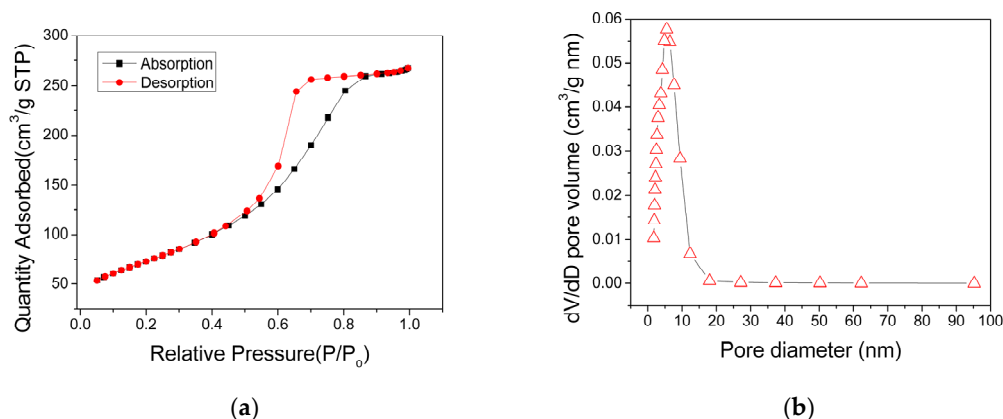 Quantity Adsorbed(cm³/g STP)
300
250
200
150
100
50
Absorption
Desorption
0.0 0.2 0.4 0.6 0.8 1.0
Relative Pressure(P/P₀)
(a)
dV/dD pore volume (cm³/g nm)
0.06
0.05
0.04
0.03
0.02
0.01
0.00
0 10 20 30 40 50 60 70 80 90 100
Pore diameter (nm)
(b)